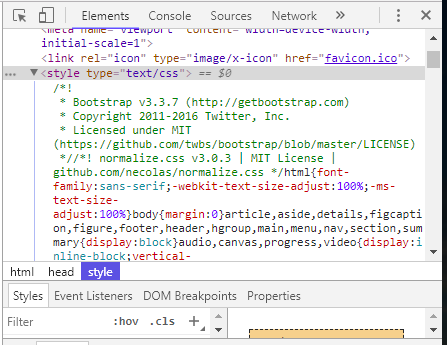 Elements Console Sources Network »
<meta name="viewport" content="width=device-width,
initial-scale=1">
<link rel="icon" type="image/x-icon" href="favicon.ico">
... ▼<style type="text/css"> == $0
/*!
* Bootstrap v3.3.7 (http://getbootstrap.com)
* Copyright 2011-2016 Twitter, Inc.
* Licensed under MIT
(https://github.com/twbs/bootstrap/blob/master/LICENSE)
*//*! normalize.css v3.0.3 | MIT License |
github.com/necolas/normalize.css */html{font-
family:sans-serif;-webkit-text-size-adjust:100%;-ms-
text-size-
adjust:100%}body{margin:0}article,aside,details,figcapti
on,figure,footer,header,hgroup,main,menu,nav,section,sum
mary{display:block}audio,canvas,progress,video{display:i
nline-block;vertical-
html head style
Styles Event Listeners DOM Breakpoints Properties
Filter :hov .cls +